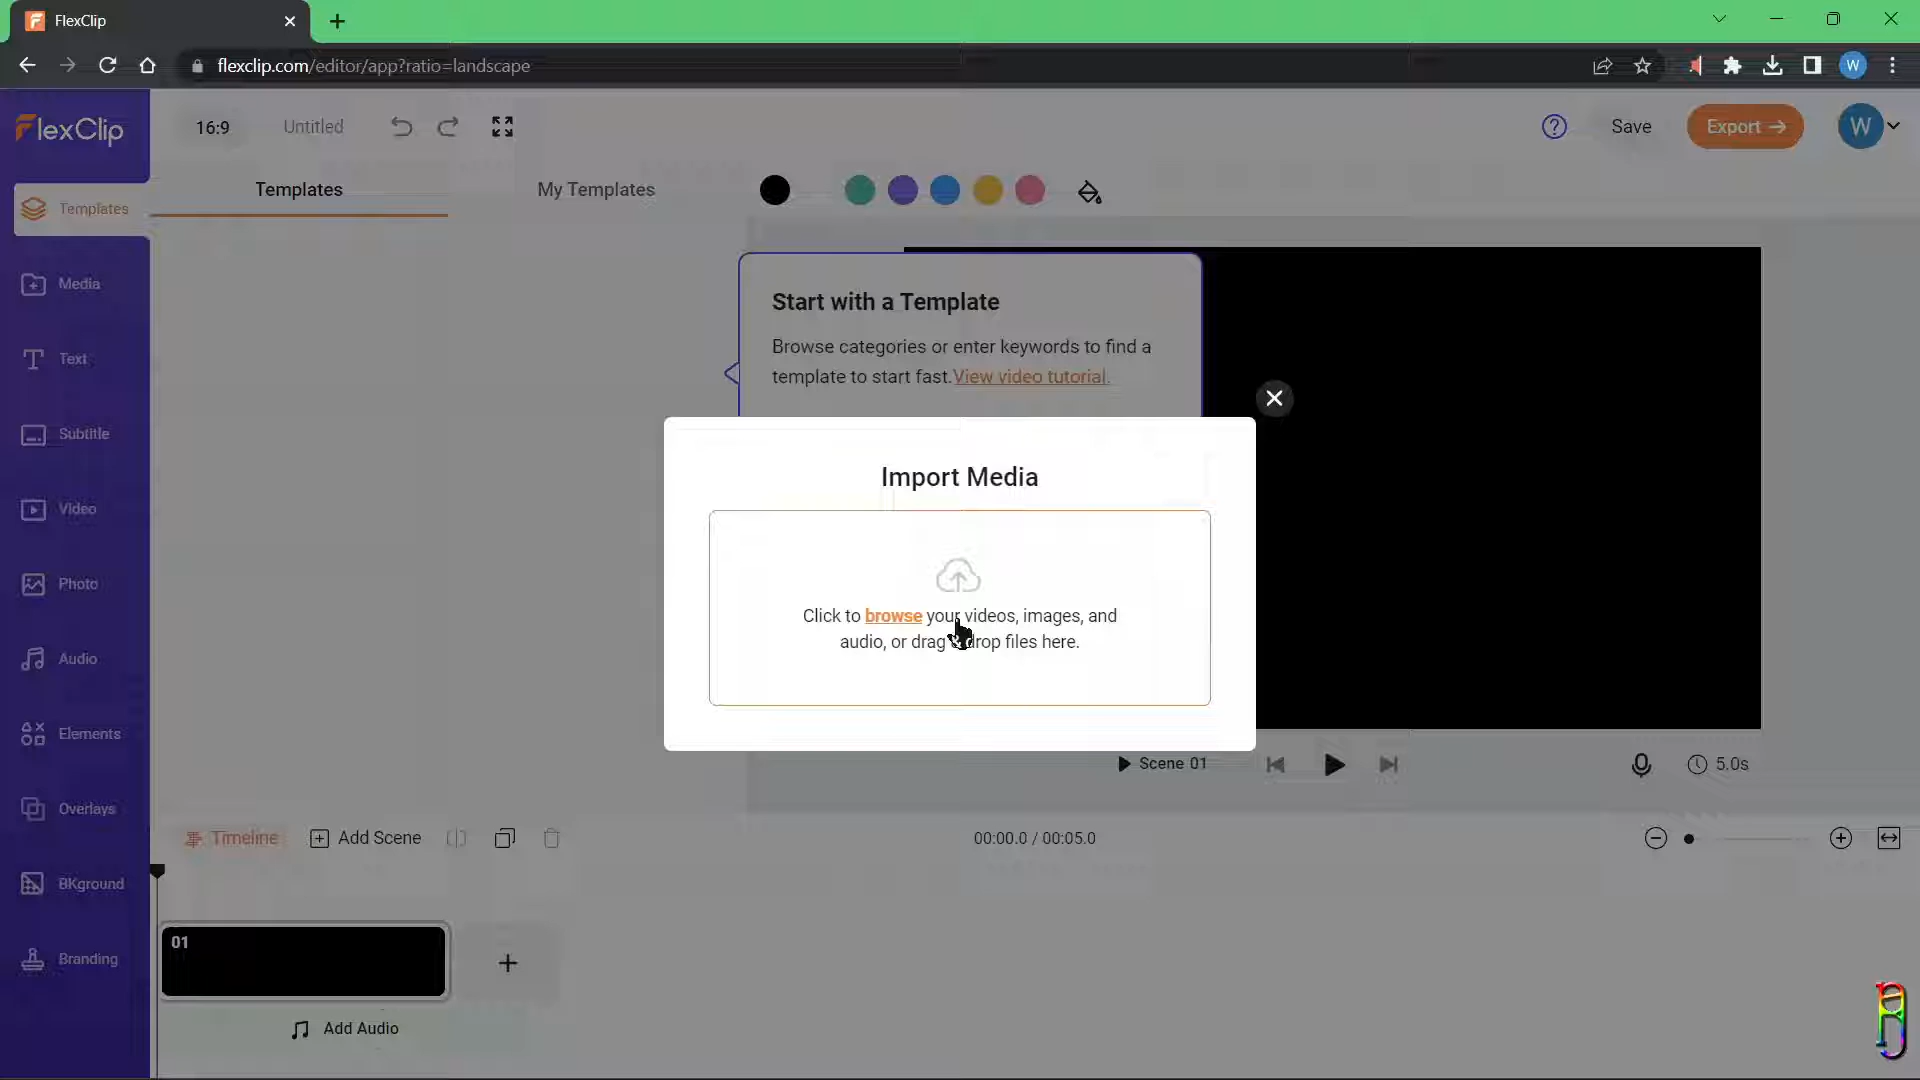 FlexClip
flexclip.com/editor/app?ratio=landscape
W
FlexClip
16:9
Untitled
Save
Export
W
Templates
My Templates
Templates
Media
Text
Subtitle
Video
Photo
Audio
Elements
Overlays
BKground
Branding
Start with a Template
Browse categories or enter keywords to find a
template to start fast.View video tutorial.
Import Media
Click to browse your videos, images, and
audio, or drag drop files here.
Scene 01
5.0s
Timeline
Add Scene
00:00.0 / 00:05.0
01
Add Audio